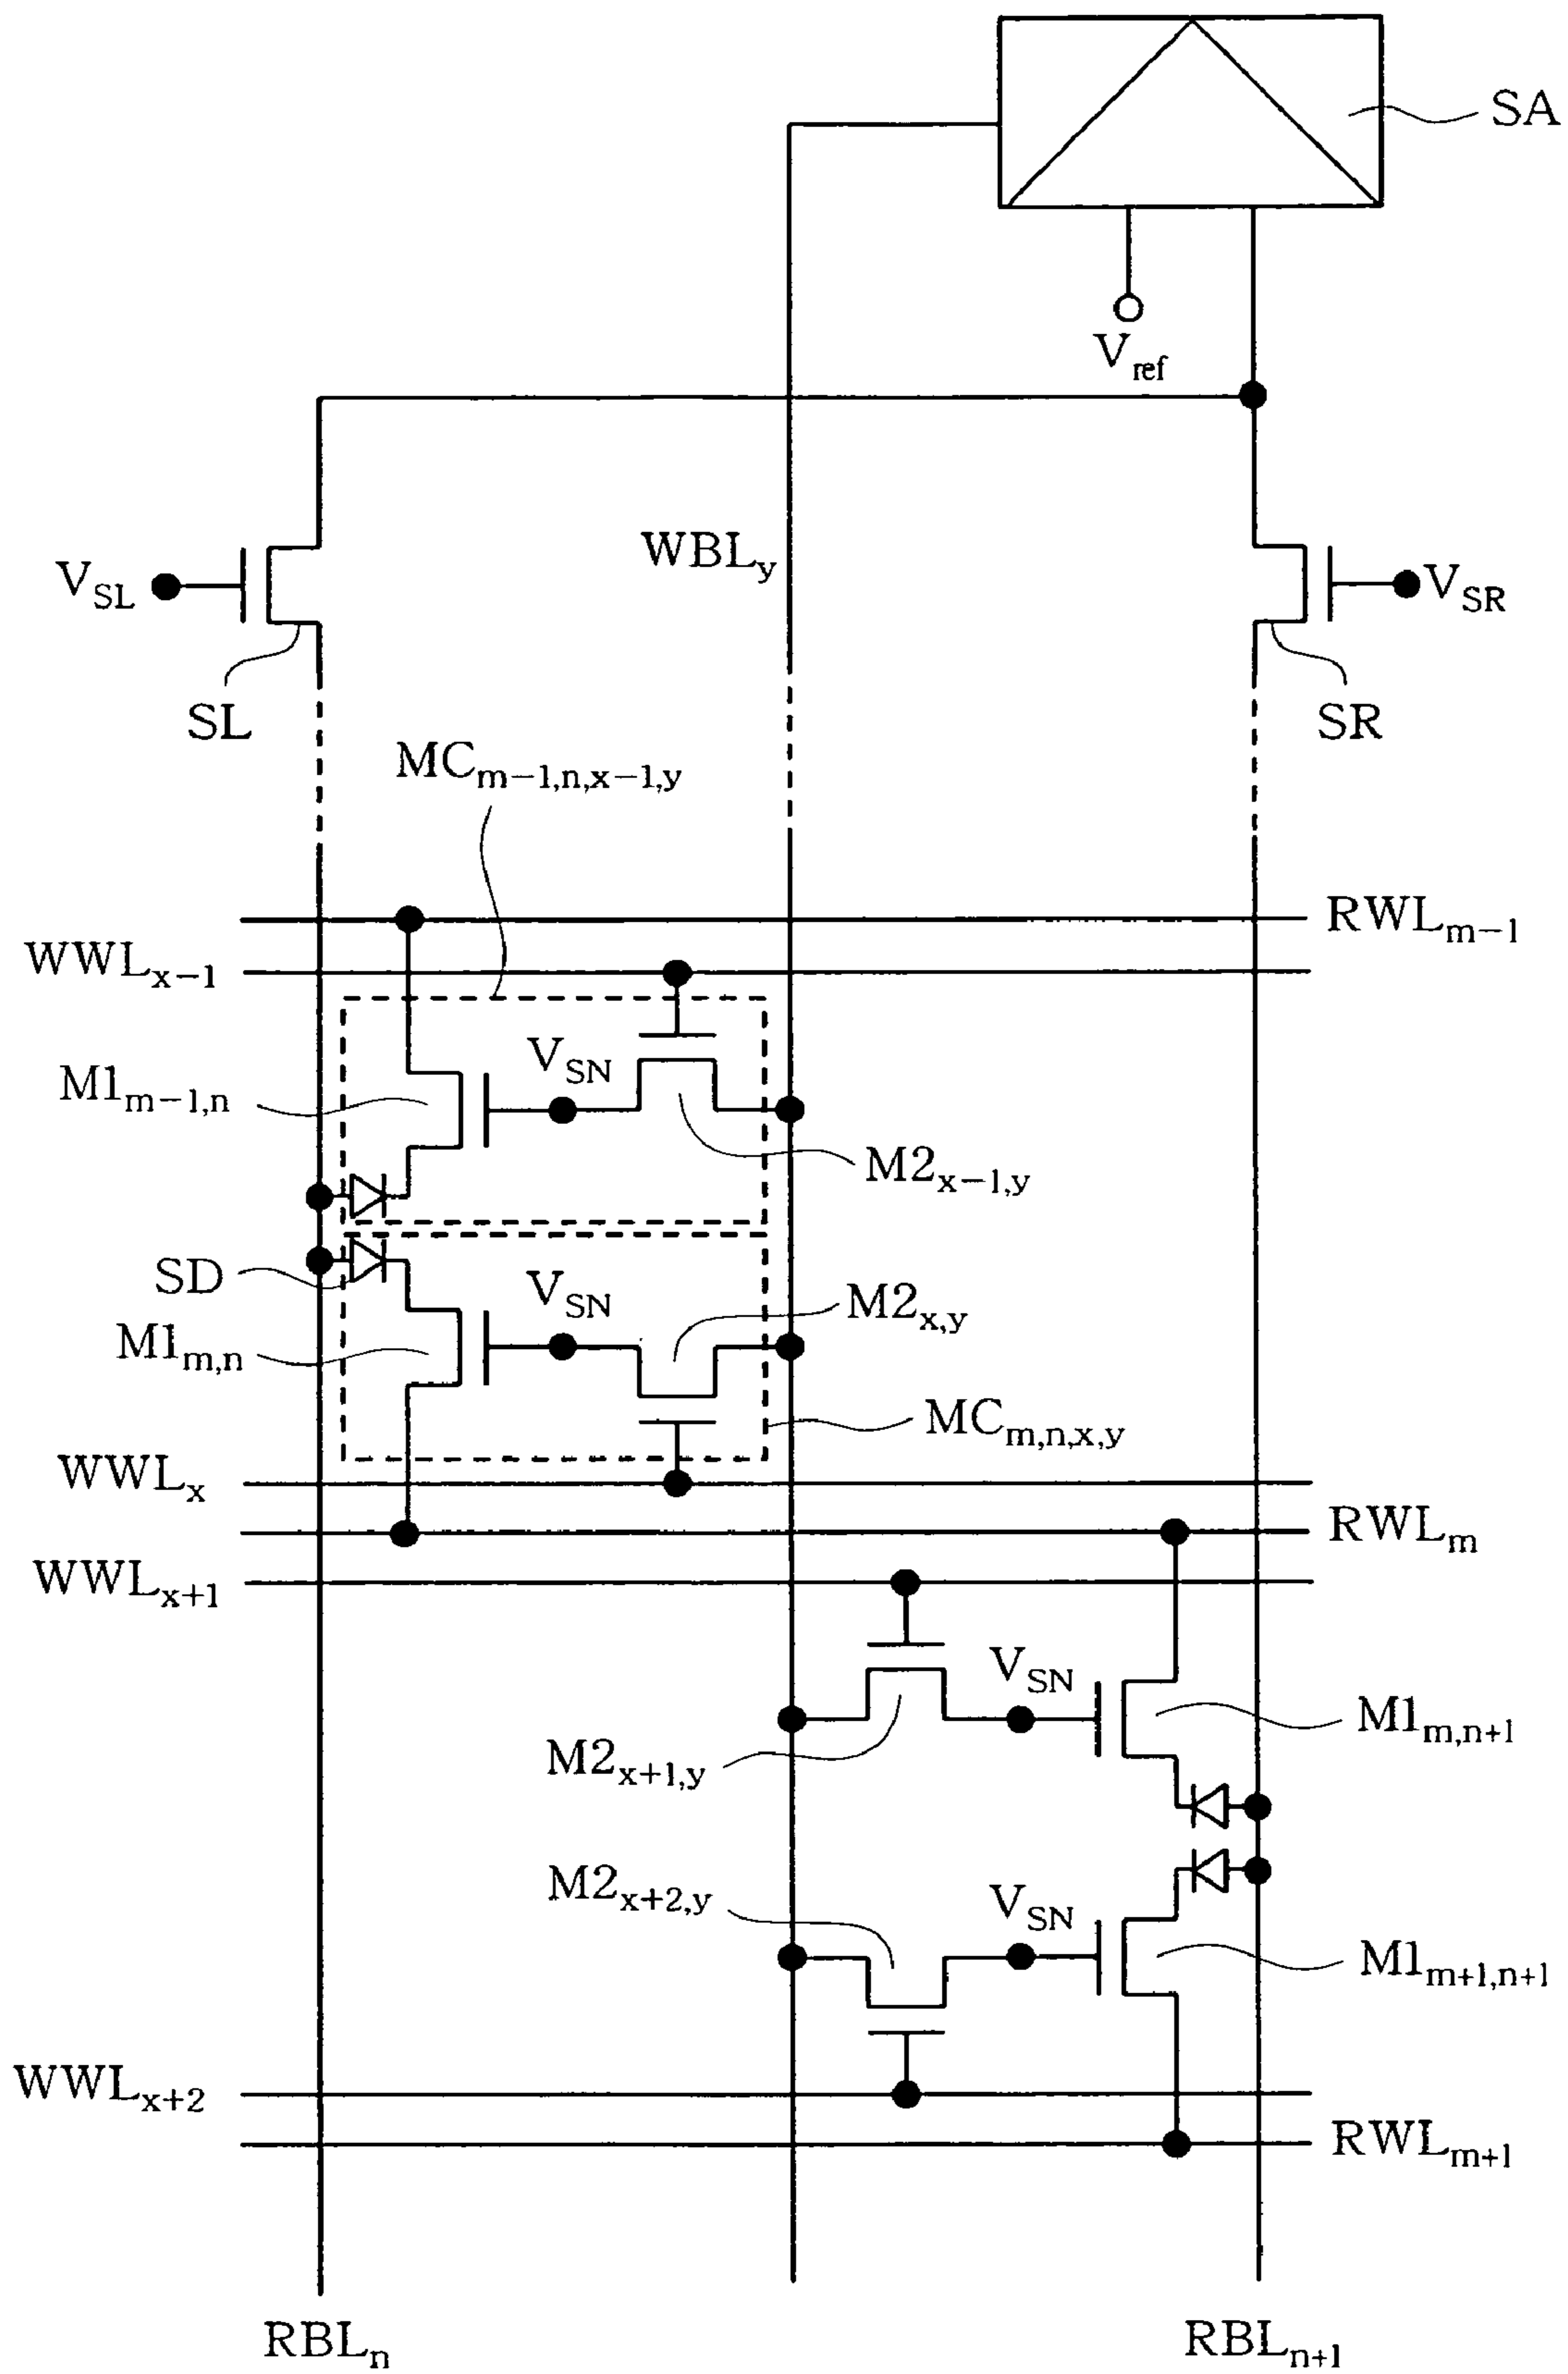 SA
V_ref
WBL_y
V_SL
V_SR
SL
SR
MC_m-1,n,x-1,y
RWL_m-1
WWL_x-1
V_SN
M1_m-1,n
M2_x-1,y
SD
V_SN
M2_x,y
M1_m,n
MC_m,n,x,y
WWL_x
RWL_m
WWL_x+1
V_SN
M1_m,n+1
M2_x+1,y
M2_x+2,y
V_SN
M1_m+1,n+1
WWL_x+2
RWL_m+1
RBL_n
RBL_n+1